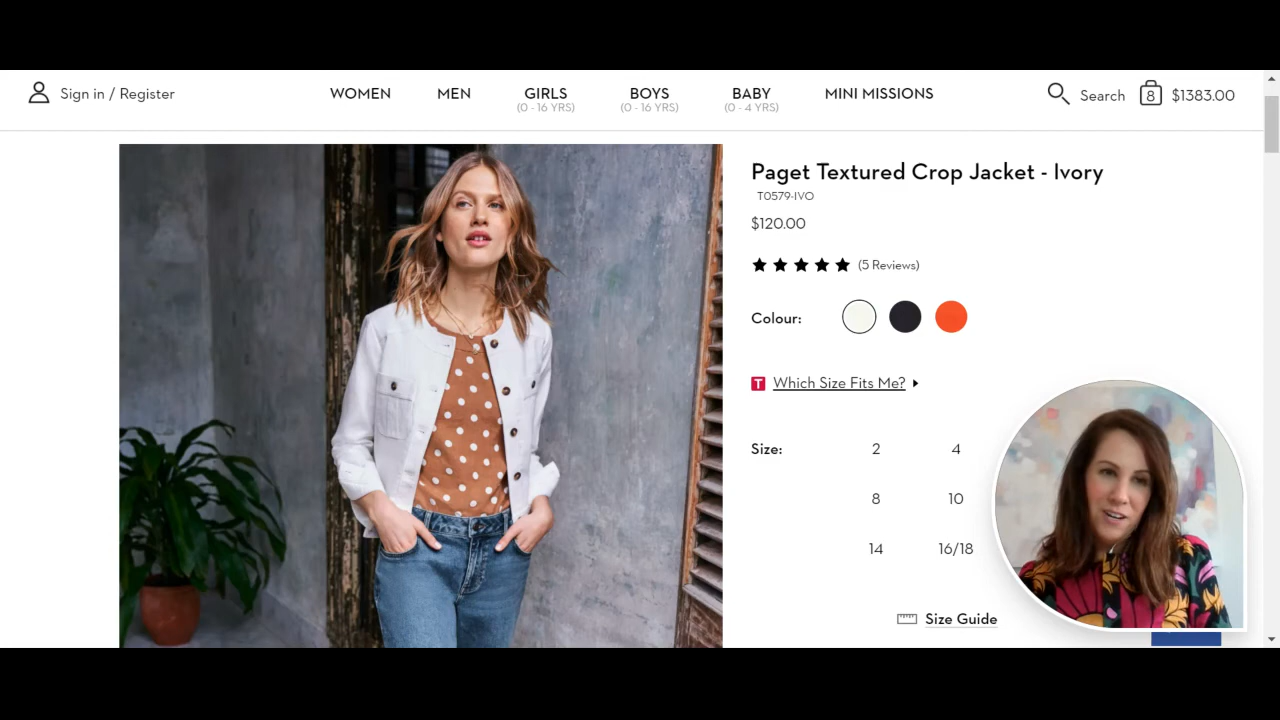 Sign in / Register
WOMEN
MEN
GIRLS
(0 - 16 YRS)
BOYS
(0 - 16 YRS)
BABY
(0 - 4 YRS)
MINI MISSIONS
Search
8
$1383.00
Paget Textured Crop Jacket - Ivory
T0579-IVO
$120.00
(5 Reviews)
Colour:
T Which Size Fits Me?
Size: 2 4
8 10
14 16/18
Size Guide